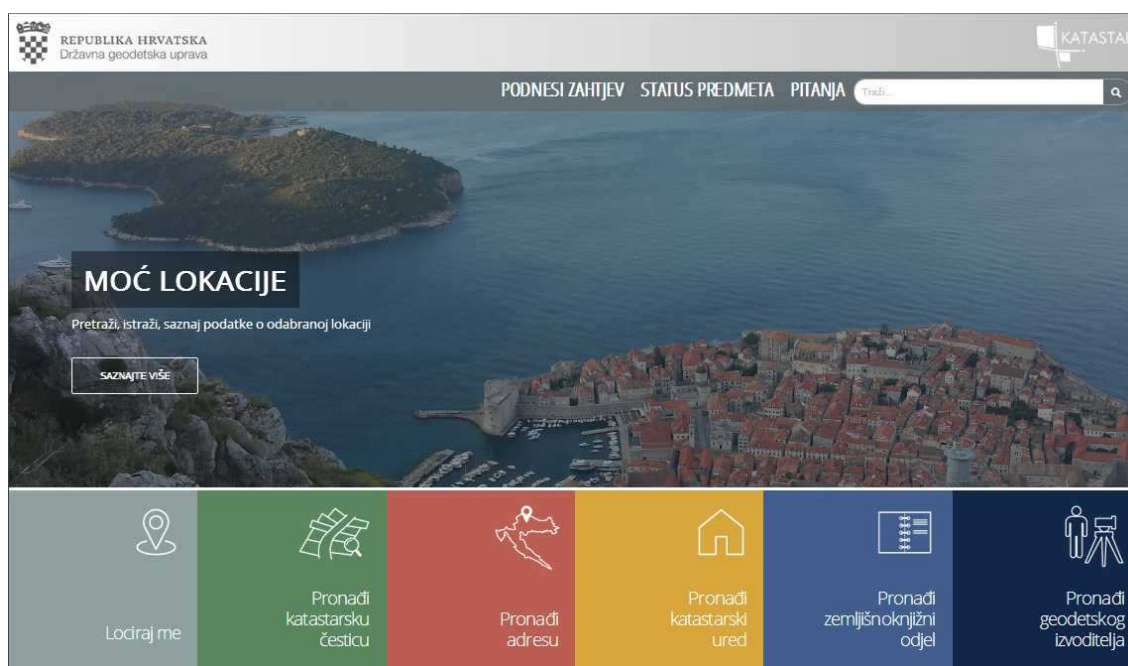 REPUBLIKA HRVATSKA
Državna geodetska uprava
KATASTAR
PODNESI ZAHTJEV STATUS PREDMETA PITANJA Traži...
MOĆ LOKACIJE
Pretraži, istraži, saznaj podatke o odabranoj lokaciji
SAZNAJTE VIŠE
Lociraj me
Pronađi
katastarsku
česticu
Pronađi
adresu
Pronađi
katastarski
ured
Pronađi
zemljišnoknjižni
odjel
Pronađi
geodetskog
izvoditelja